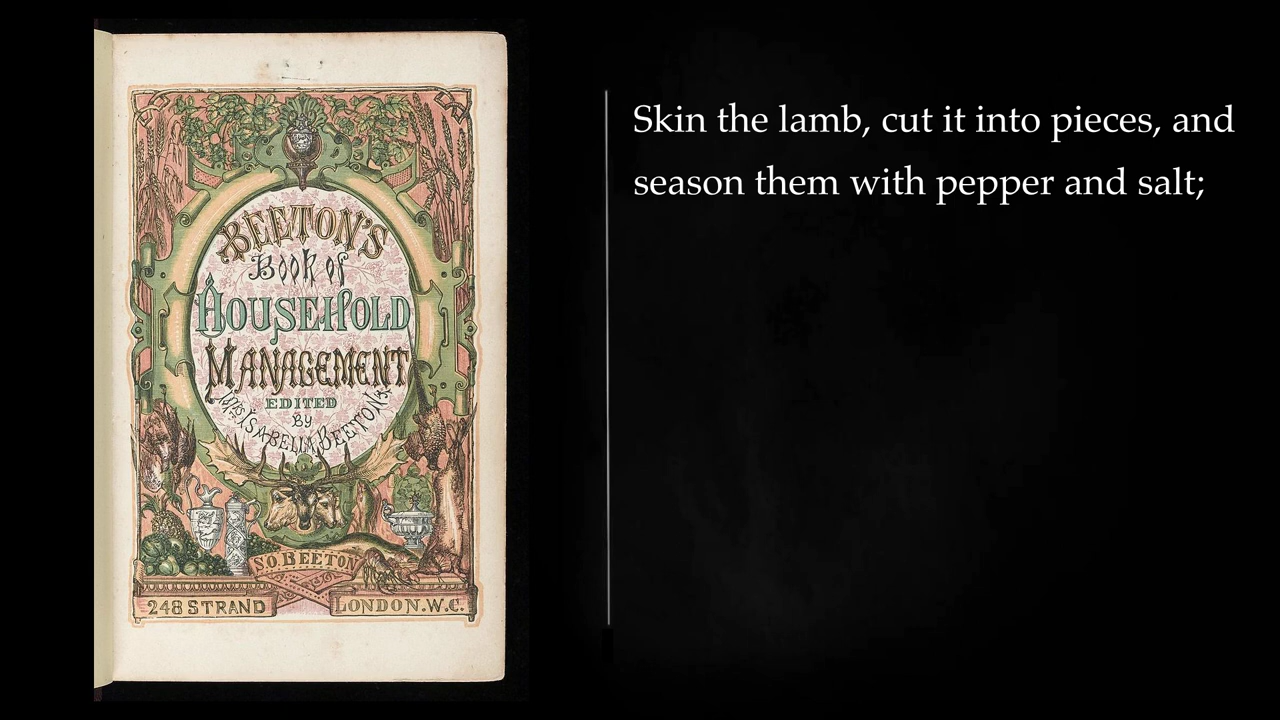 BEETON'S
Book of
HOUSEHOLD
MANAGEMENT
EDITED
BY
MRS ISABELLA BEETON
S.O. BEETON
248 STRAND
LONDON.W.C.
Skin the lamb, cut it into pieces, and
season them with pepper and salt;